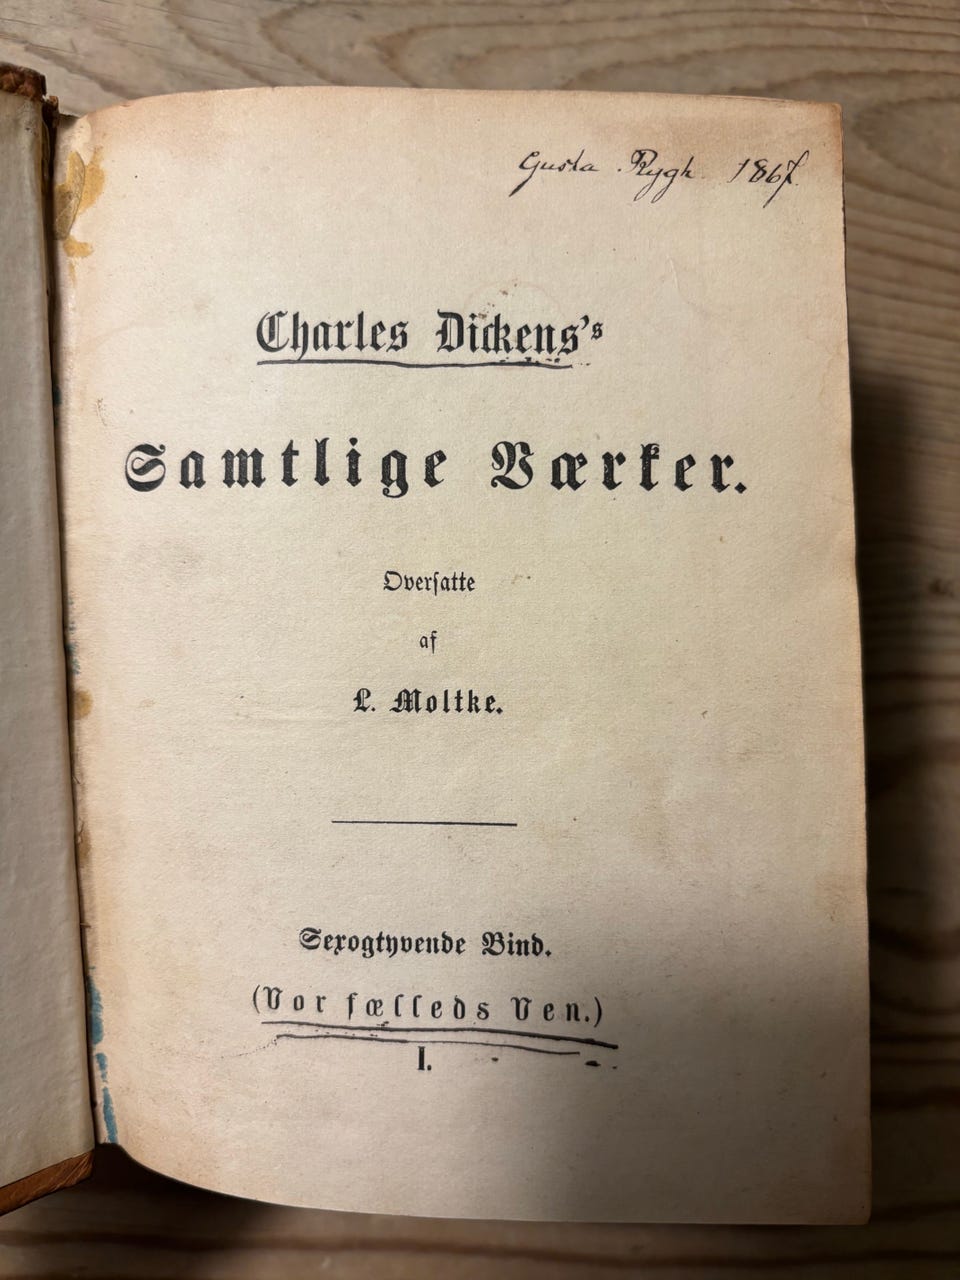 Gusta Rygh 1867.
Charles Dickens's
Samtlige Værker.
Oversatte
af
L. Moltke.
Sexogtyvende Bind.
(Vor fælleds Ven.)
I.